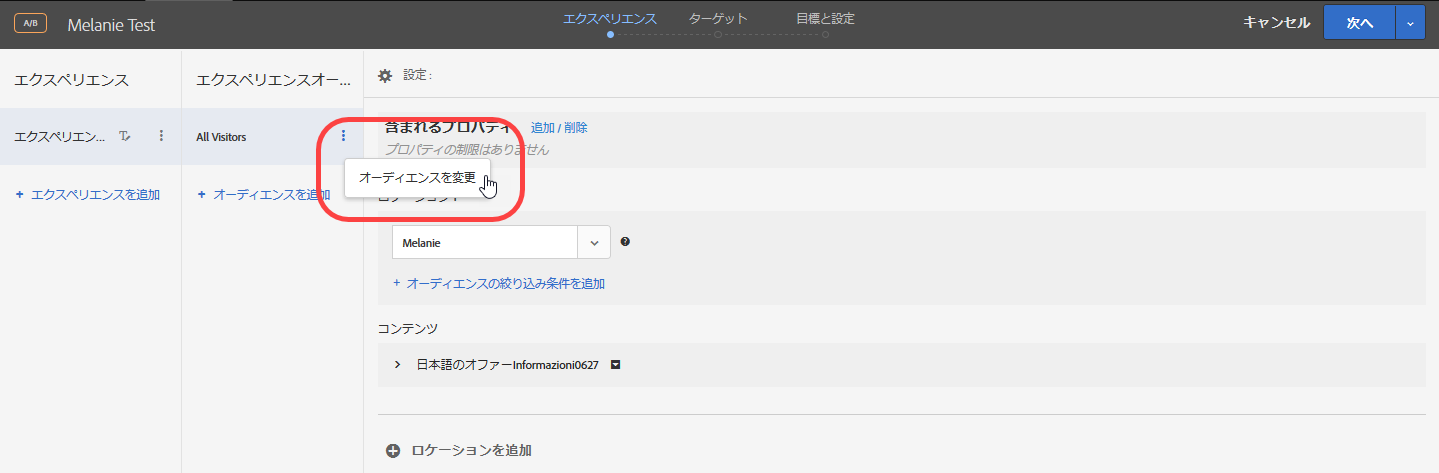 A/B
Melanie Test
エクスペリエンス
ターゲット
目標と設定
キャンセル
次へ
エクスペリエンス
エクスペリエンスオー...
設定 :
エクスペリエン...
All Visitors
含まれるプロパティ
追加 / 削除
プロパティの制限はありません
オーディエンスを変更
+ エクスペリエンスを追加
+ オーディエンスを追加
Melanie
+ オーディエンスの絞り込み条件を追加
コンテンツ
日本語のオファーInformazioni0627
ロケーションを追加